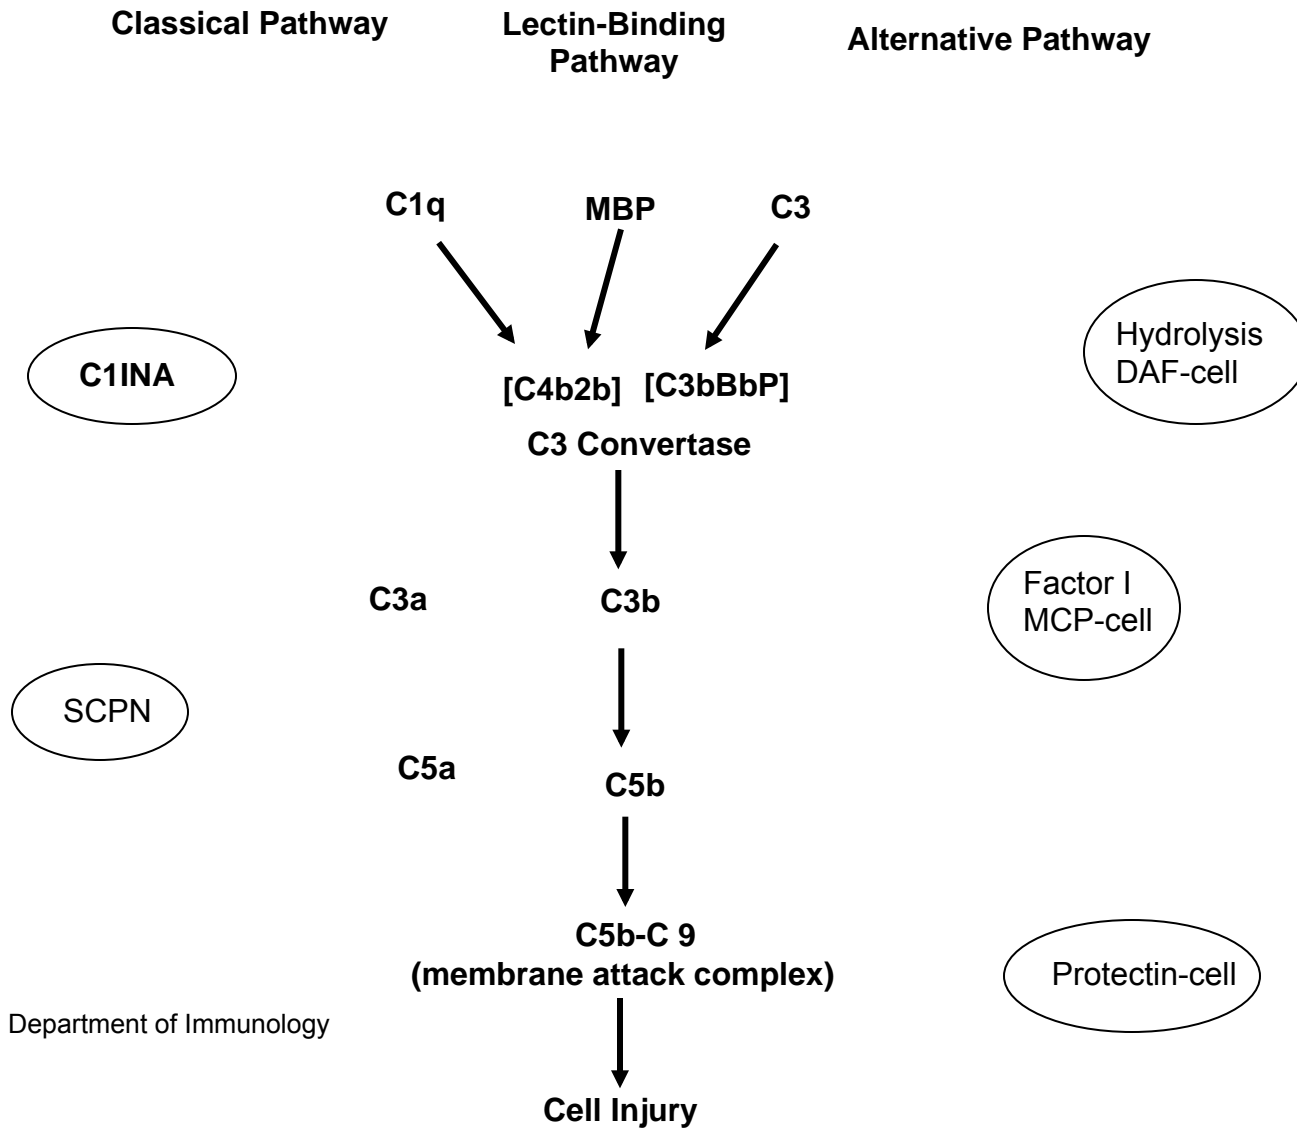 Classical Pathway
Lectin-Binding
Pathway
Alternative Pathway
C1q
MBP
C3
C1INA
Hydrolysis
DAF-cell
[C4b2b]
[C3bBbP]
C3 Convertase
C3a
C3b
Factor I
MCP-cell
SCPN
C5a
C5b
C5b-C 9
(membrane attack complex)
Protectin-cell
Department of Immunology
Cell Injury